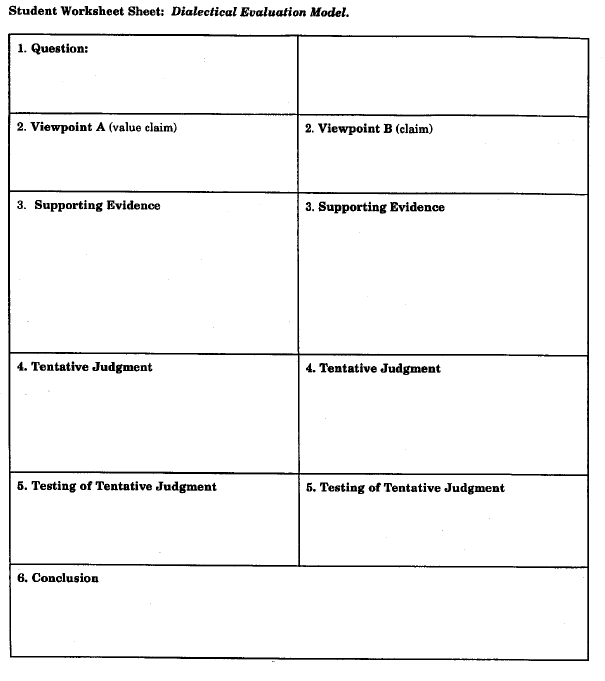 Student Worksheet Sheet: Dialectical Evaluation Model.
1. Question:
2. Viewpoint A (value claim)
2. Viewpoint B (claim)
3. Supporting Evidence
3. Supporting Evidence
4. Tentative Judgment
4. Tentative Judgment
5. Testing of Tentative Judgment
5. Testing of Tentative Judgment
6. Conclusion